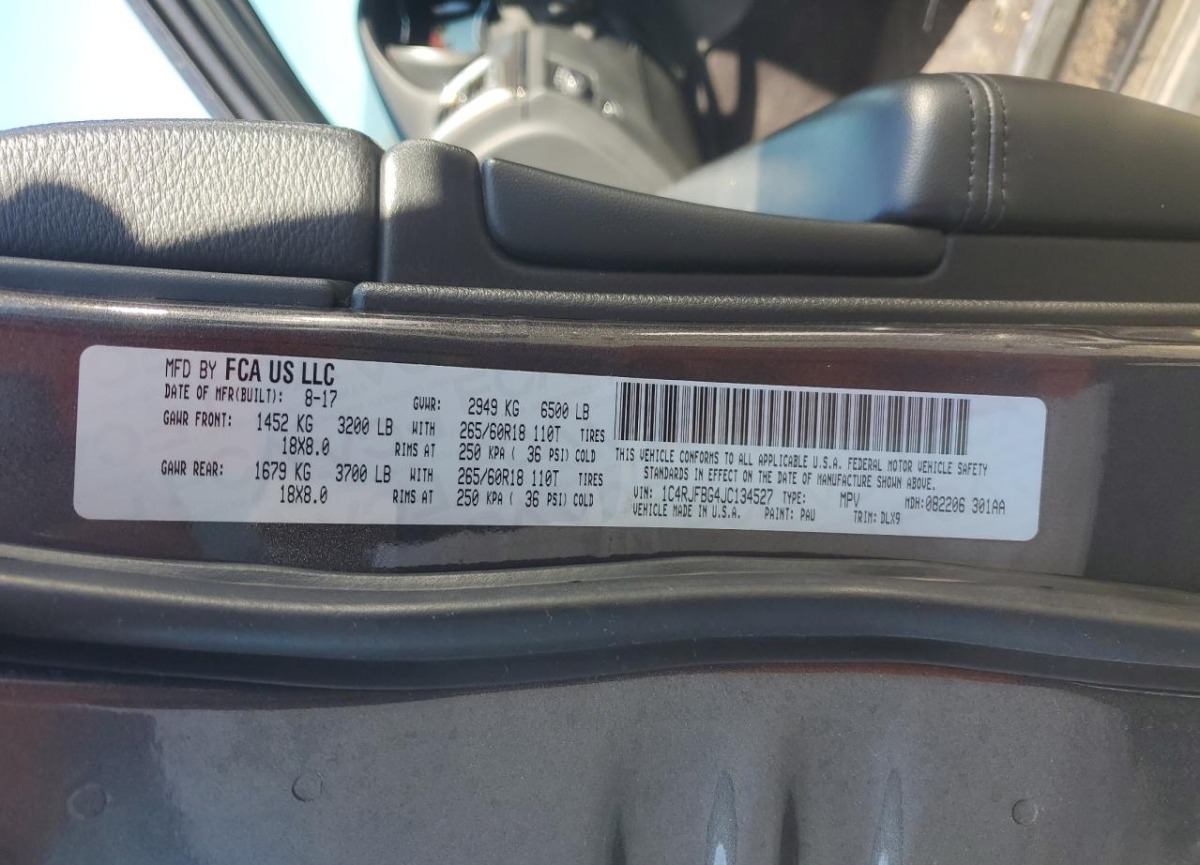 MFD BY FCA US LLC
DATE OF MFR(BUILT): 8-17 GVWR: 2949 KG 6500 LB
GAWR FRONT: 1452 KG 3200 LB WITH 265/60R18 110T TIRES
18X8.0 RIMS AT 250 KPA ( 36 PSI) COLD
GAWR REAR: 1679 KG 3700 LB WITH 265/60R18 110T TIRES
18X8.0 RIMS AT 250 KPA ( 36 PSI) COLD
THIS VEHICLE CONFORMS TO ALL APPLICABLE U.S.A. FEDERAL MOTOR VEHICLE SAFETY
STANDARDS IN EFFECT ON THE DATE OF MANUFACTURE SHOWN ABOVE.
VIN: 1C4RJFBG4JC134527 TYPE: MPV MDH: 082206 301AA
VEHICLE MADE IN U.S.A. PAINT: PAU TRIM: DLX9